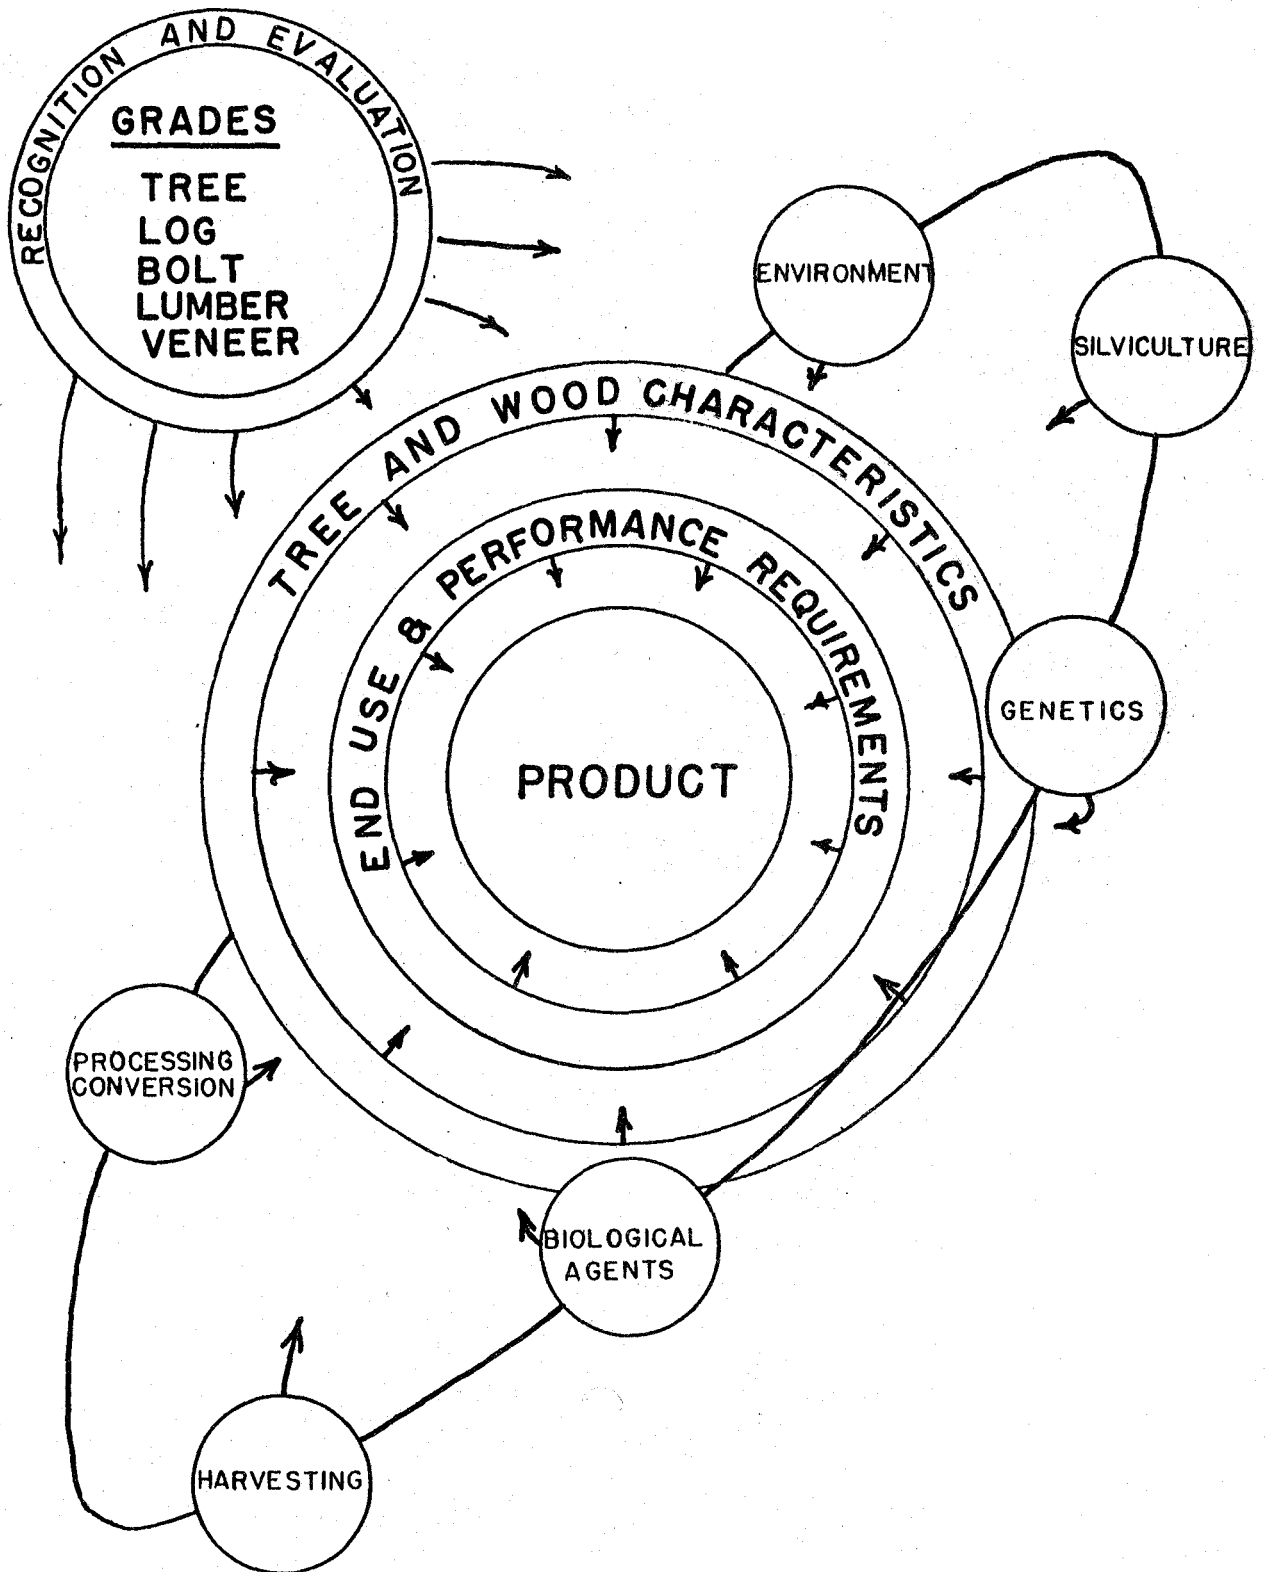 RECOGNITION AND EVALUATION
GRADES
TREE
LOG
BOLT
LUMBER
VENEER
ENVIRONMENT
SILVICULTURE
TREE AND WOOD CHARACTERISTICS
END USE & PERFORMANCE REQUIREMENTS
PRODUCT
GENETICS
PROCESSING
CONVERSION
BIOLOGICAL
AGENTS
HARVESTING